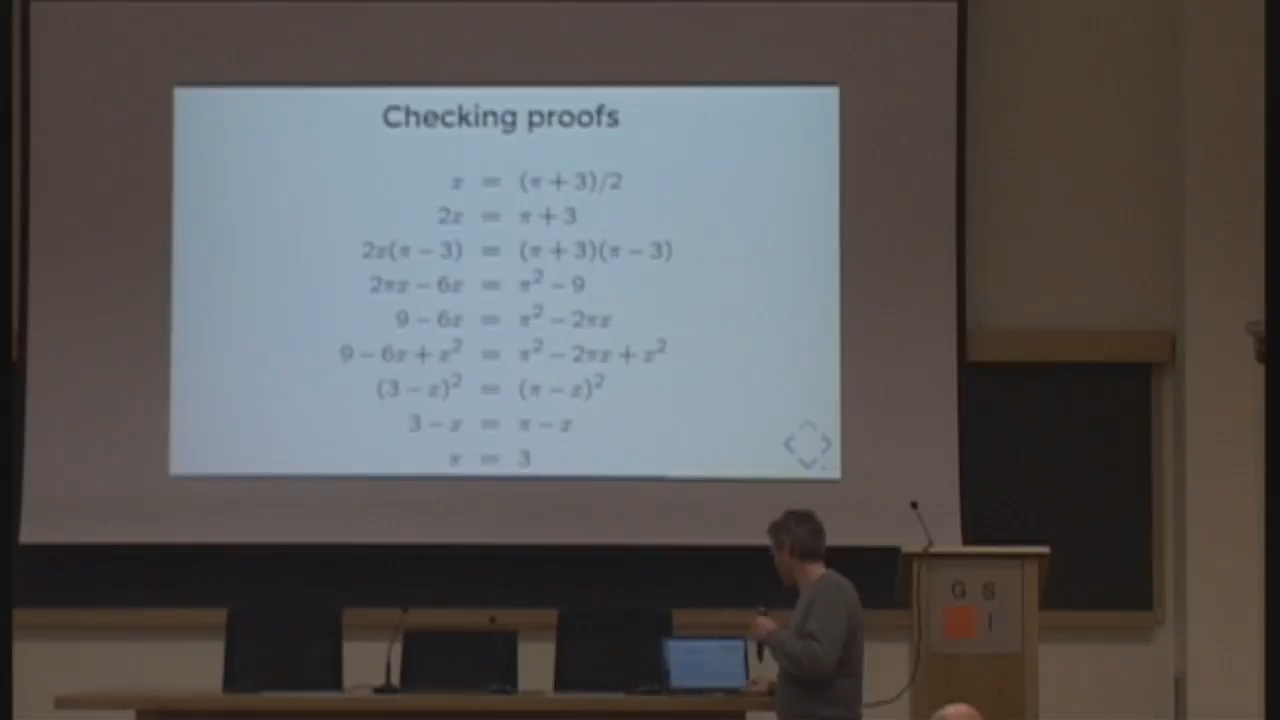 Checking proofs
x = (π + 3)/2
2x = π + 3
2x(π − 3) = (π + 3)(π − 3)
2πx − 6x = π² − 9
9 − 6x = π² − 2πx
9 − 6x + x² = π² − 2πx + x²
(3 − x)² = (π − x)²
3 − x = π − x
π = 3
G S
I